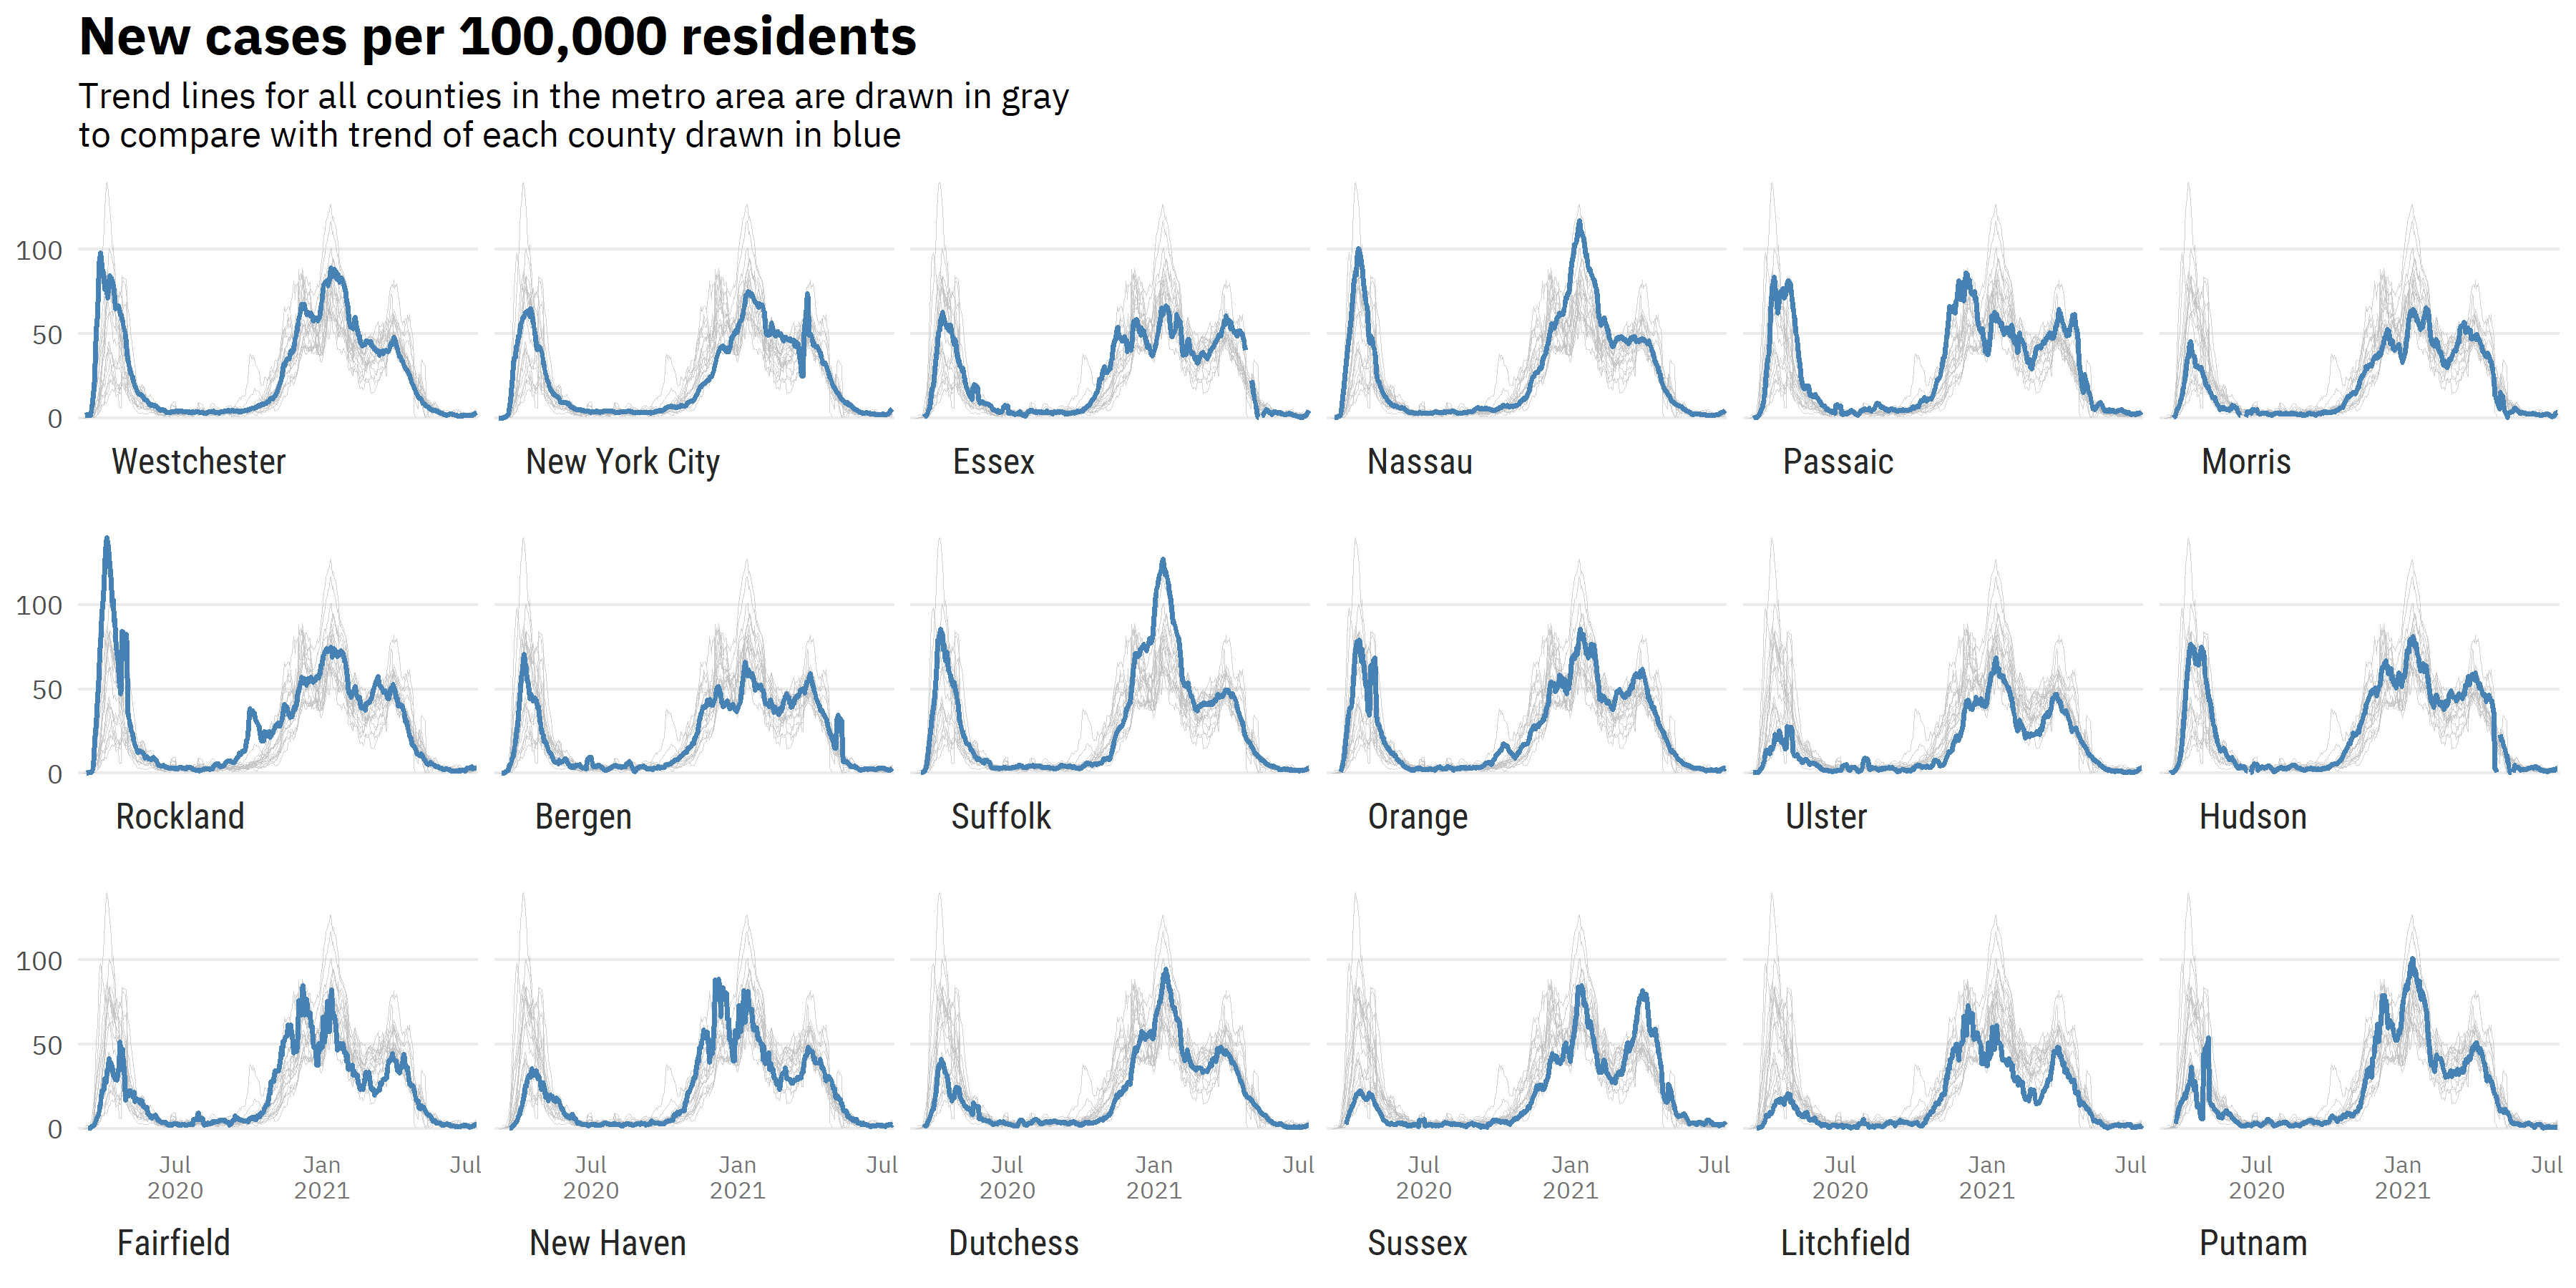 New cases per 100,000 residents
Trend lines for all counties in the metro area are drawn in gray
to compare with trend of each county drawn in blue
100
50
0
Westchester
New York City
Essex
Nassau
Passaic
Morris
100
50
0
Rockland
Bergen
Suffolk
Orange
Ulster
Hudson
100
50
0
Jul
2020
Jan
2021
Jul
Jul
2020
Jan
2021
Jul
Jul
2020
Jan
2021
Jul
Jul
2020
Jan
2021
Jul
Jul
2020
Jan
2021
Jul
Jul
2020
Jan
2021
Jul
Fairfield
New Haven
Dutchess
Sussex
Litchfield
Putnam